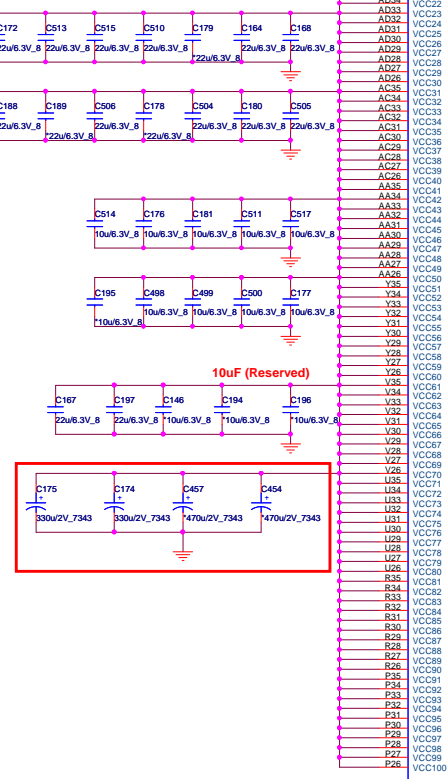 AD34 VCC22
AD33 VCC23
C172 C513 C515 C510 C179 C164 C168
AD32 VCC24
AD31 VCC25
AD30 VCC26
22u/6.3V_8 22u/6.3V_8 22u/6.3V_8 22u/6.3V_8 22u/6.3V_8 22u/6.3V_8
*22u/6.3V_8
AD29 VCC27
AD28 VCC28
AD27 VCC29
AD26 VCC30
AC35 VCC31
AC34 VCC32
C188 C189 C506 C178 C504 C180 C505
AC33 VCC33
AC32 VCC34
AC31 VCC35
22u/6.3V_8 22u/6.3V_8 22u/6.3V_8 22u/6.3V_8 22u/6.3V_8
*22u/6.3V_8 *22u/6.3V_8
AC30 VCC36
AC29 VCC37
AC28 VCC38
AC27 VCC39
AC26 VCC40
AA35 VCC41
AA34 VCC42
AA33 VCC43
C514 C176 C181 C511 C517
AA32 VCC44
AA31 VCC45
10u/6.3V_8 10u/6.3V_8 10u/6.3V_8 10u/6.3V_8 10u/6.3V_8
AA30 VCC46
AA29 VCC47
AA28 VCC48
AA27 VCC49
AA26 VCC50
Y35 VCC51
C195 C498 C499 C500 C177
Y34 VCC52
Y33 VCC53
Y32 VCC54
10u/6.3V_8 10u/6.3V_8 10u/6.3V_8 10u/6.3V_8
*10u/6.3V_8
Y31 VCC55
Y30 VCC56
Y29 VCC57
Y28 VCC58
Y27 VCC59
10uF (Reserved)
Y26 VCC60
V35 VCC61
V34 VCC62
C167 C197 C146 C194 C196
V33 VCC63
V32 VCC64
22u/6.3V_8 22u/6.3V_8 *10u/6.3V_8 *10u/6.3V_8 *10u/6.3V_8
V31 VCC65
V30 VCC66
V29 VCC67
V28 VCC68
V27 VCC69
V26 VCC70
U35 VCC71
C175 C174 C457 C454
U34 VCC72
U33 VCC73
+ + + +
U32 VCC74
330u/2V_7343 330u/2V_7343 *470u/2V_7343 *470u/2V_7343
U31 VCC75
U30 VCC76
U29 VCC77
U28 VCC78
U27 VCC79
U26 VCC80
R35 VCC81
R34 VCC82
R33 VCC83
R32 VCC84
R31 VCC85
R30 VCC86
R29 VCC87
R28 VCC88
R27 VCC89
R26 VCC90
P35 VCC91
P34 VCC92
P33 VCC93
P32 VCC94
P31 VCC95
P30 VCC96
P29 VCC97
P28 VCC98
P27 VCC99
P26 VCC100